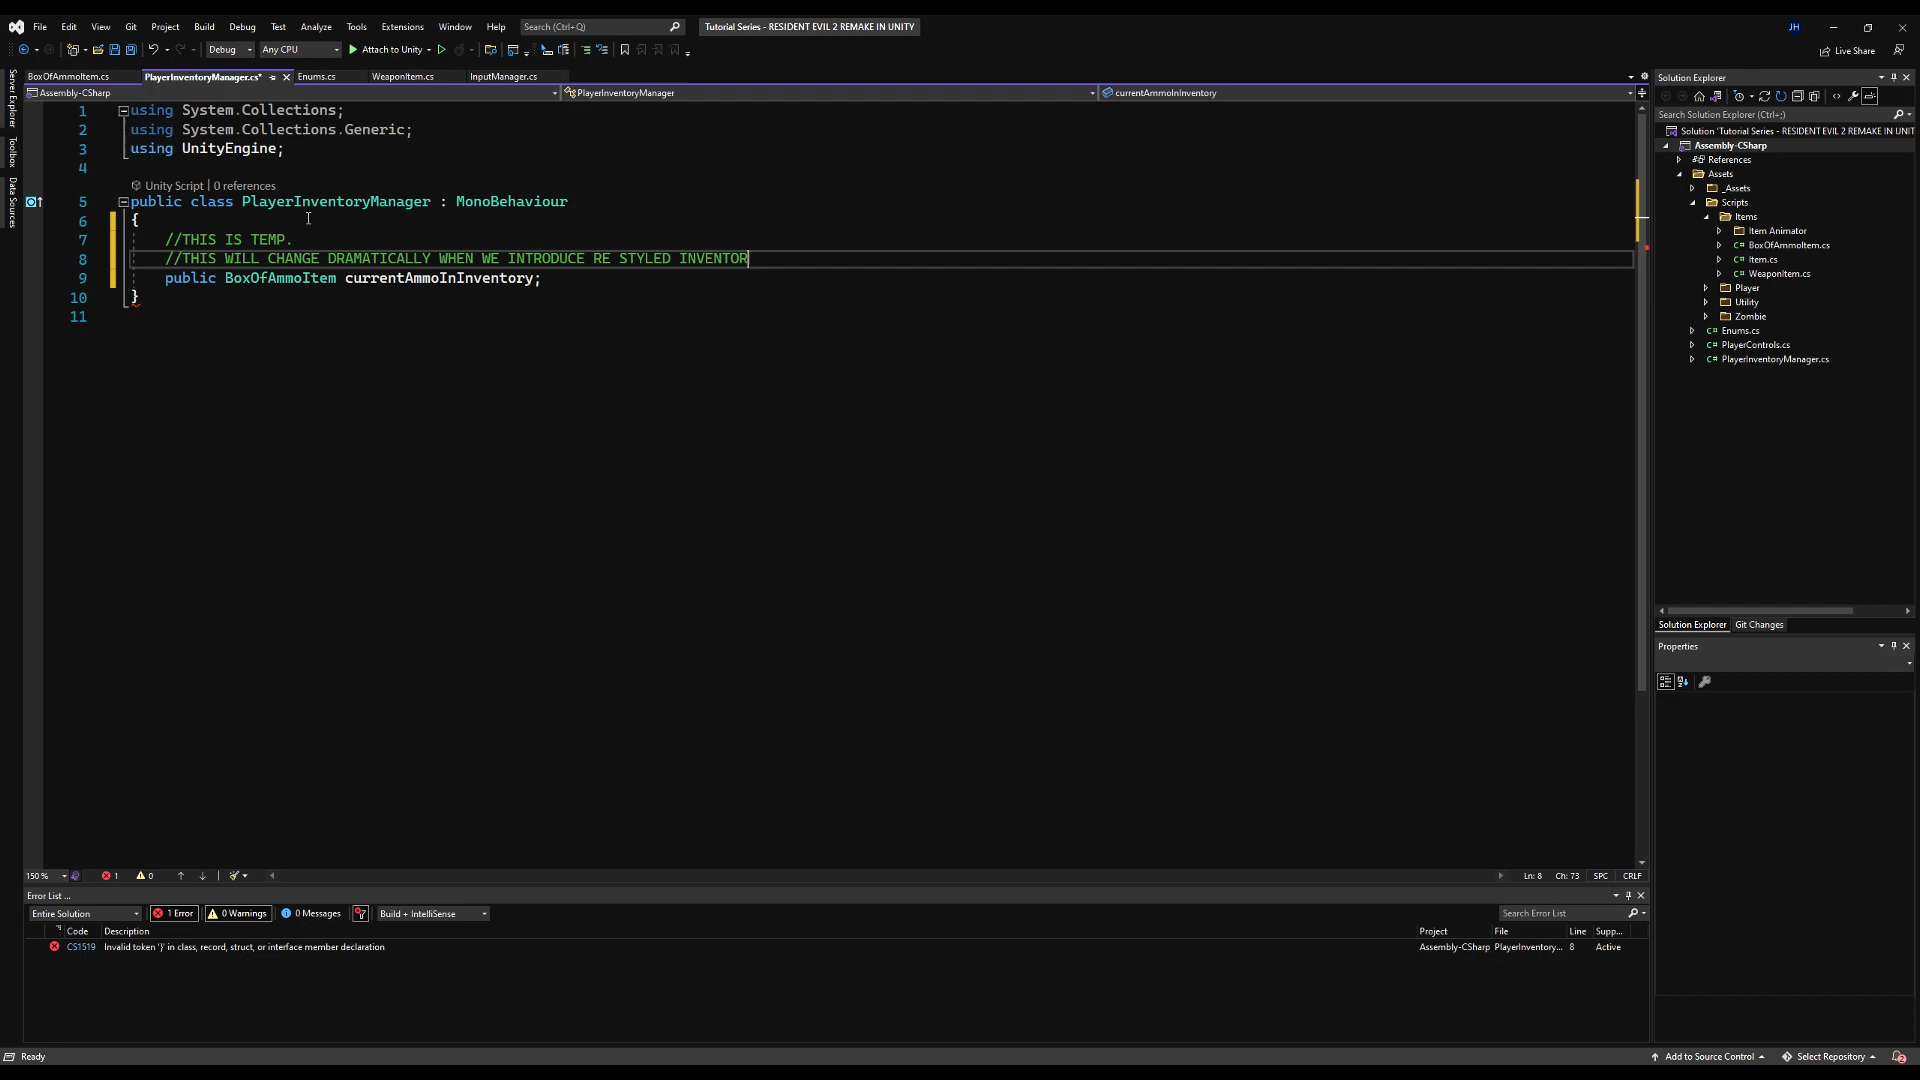 File Edit View Git Project Build Debug Test Analyze Tools Extensions Window Help Search (Ctrl+Q) Tutorial Series - RESIDENT EVIL 2 REMAKE IN UNITY JH
Debug Any CPU Attach to Unity Live Share
BoxOfAmmoItem.cs PlayerInventoryManager.cs* Enums.cs WeaponItem.cs InputManager.cs
Assembly-CSharp PlayerInventoryManager currentAmmoInInventory
Server Explorer
Toolbox
Data Sources
1 using System.Collections;
2 using System.Collections.Generic;
3 using UnityEngine;
4
Unity Script | 0 references
5 public class PlayerInventoryManager : MonoBehaviour
6 {
7 //THIS IS TEMP.
8 //THIS WILL CHANGE DRAMATICALLY WHEN WE INTRODUCE RE STYLED INVENTOR
9 public BoxOfAmmoItem currentAmmoInInventory;
10 }
11
150 % 1 0 Ln: 8 Ch: 73 SPC CRLF
Error List ...
Entire Solution 1 Error 0 Warnings 0 Messages Build + IntelliSense Search Error List
Code Description Project File Line Supp...
CS1519 Invalid token '}' in class, record, struct, or interface member declaration Assembly-CSharp PlayerInventory... 8 Active
Solution Explorer
Search Solution Explorer (Ctrl+;)
Solution 'Tutorial Series - RESIDENT EVIL 2 REMAKE IN UNIT
Assembly-CSharp
References
Assets
_Assets
Scripts
Items
Item Animator
C# BoxOfAmmoItem.cs
C# Item.cs
C# WeaponItem.cs
Player
Utility
Zombie
C# Enums.cs
C# PlayerControls.cs
C# PlayerInventoryManager.cs
Solution Explorer Git Changes
Properties
Ready Add to Source Control Select Repository 2